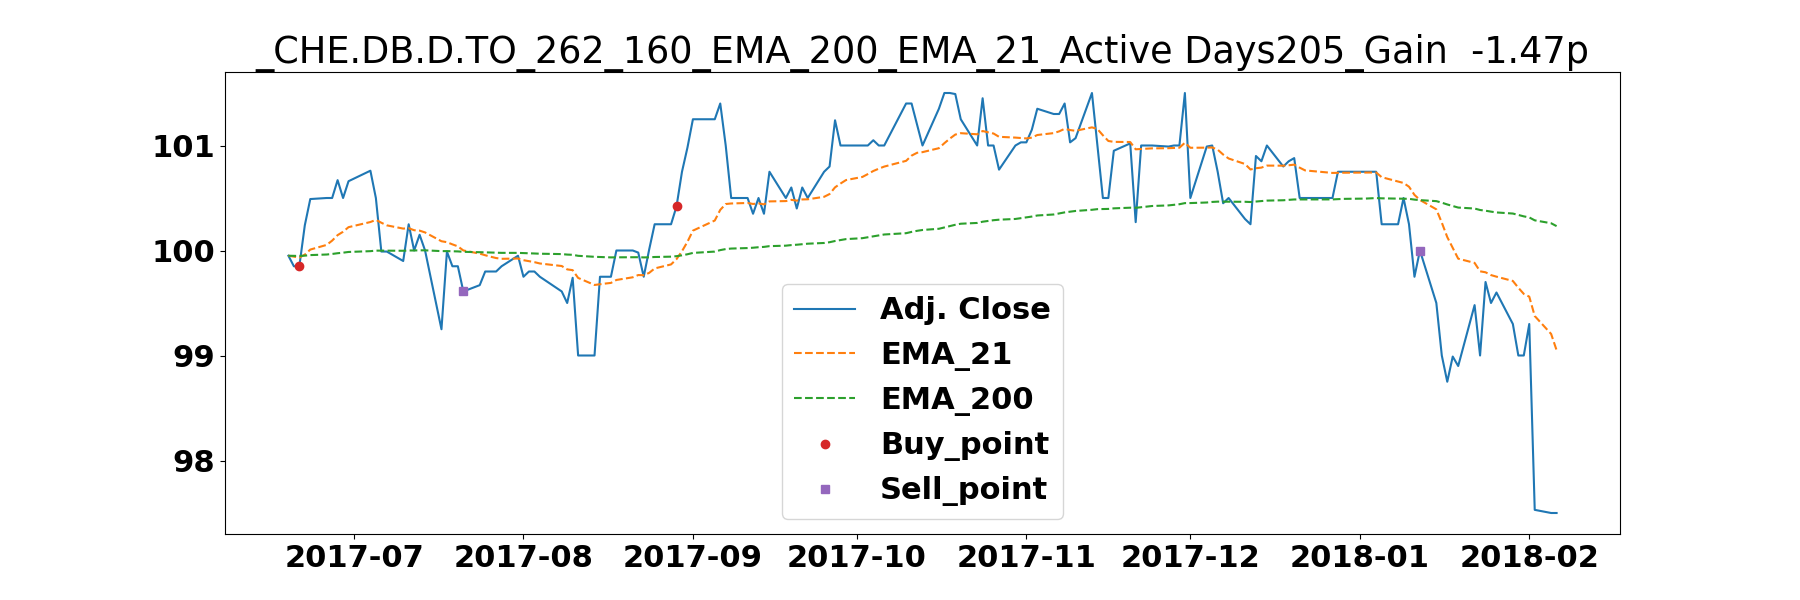 _CHE.DB.D.TO_262_160_EMA_200_EMA_21_Active Days205_Gain  -1.47p
101
100
99
98
Adj. Close
EMA_21
EMA_200
Buy_point
Sell_point
2017-07 2017-08 2017-09 2017-10 2017-11 2017-12 2018-01 2018-02